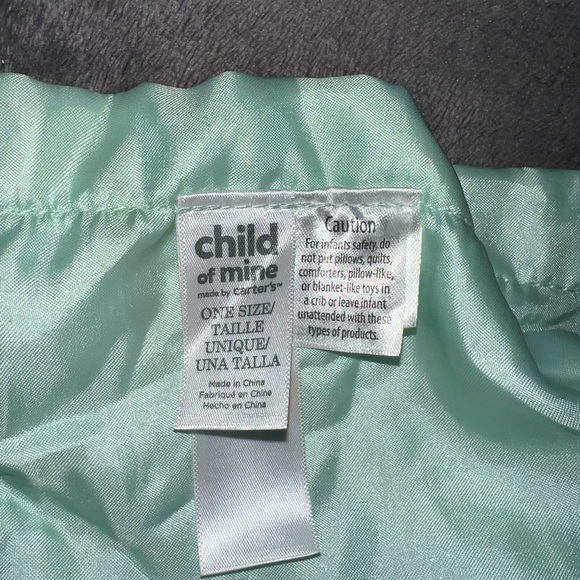 child
of mine
made by carter's™
ONE SIZE/
TAILLE
UNIQUE/
UNA TALLA
Made in China
Fabriqué en Chine
Hecho en China
Caution
For infants safety, do
not put pillows, quilts,
comforters, pillow-like,
or blanket-like toys in
a crib or leave infant
unattended with these
types of products.